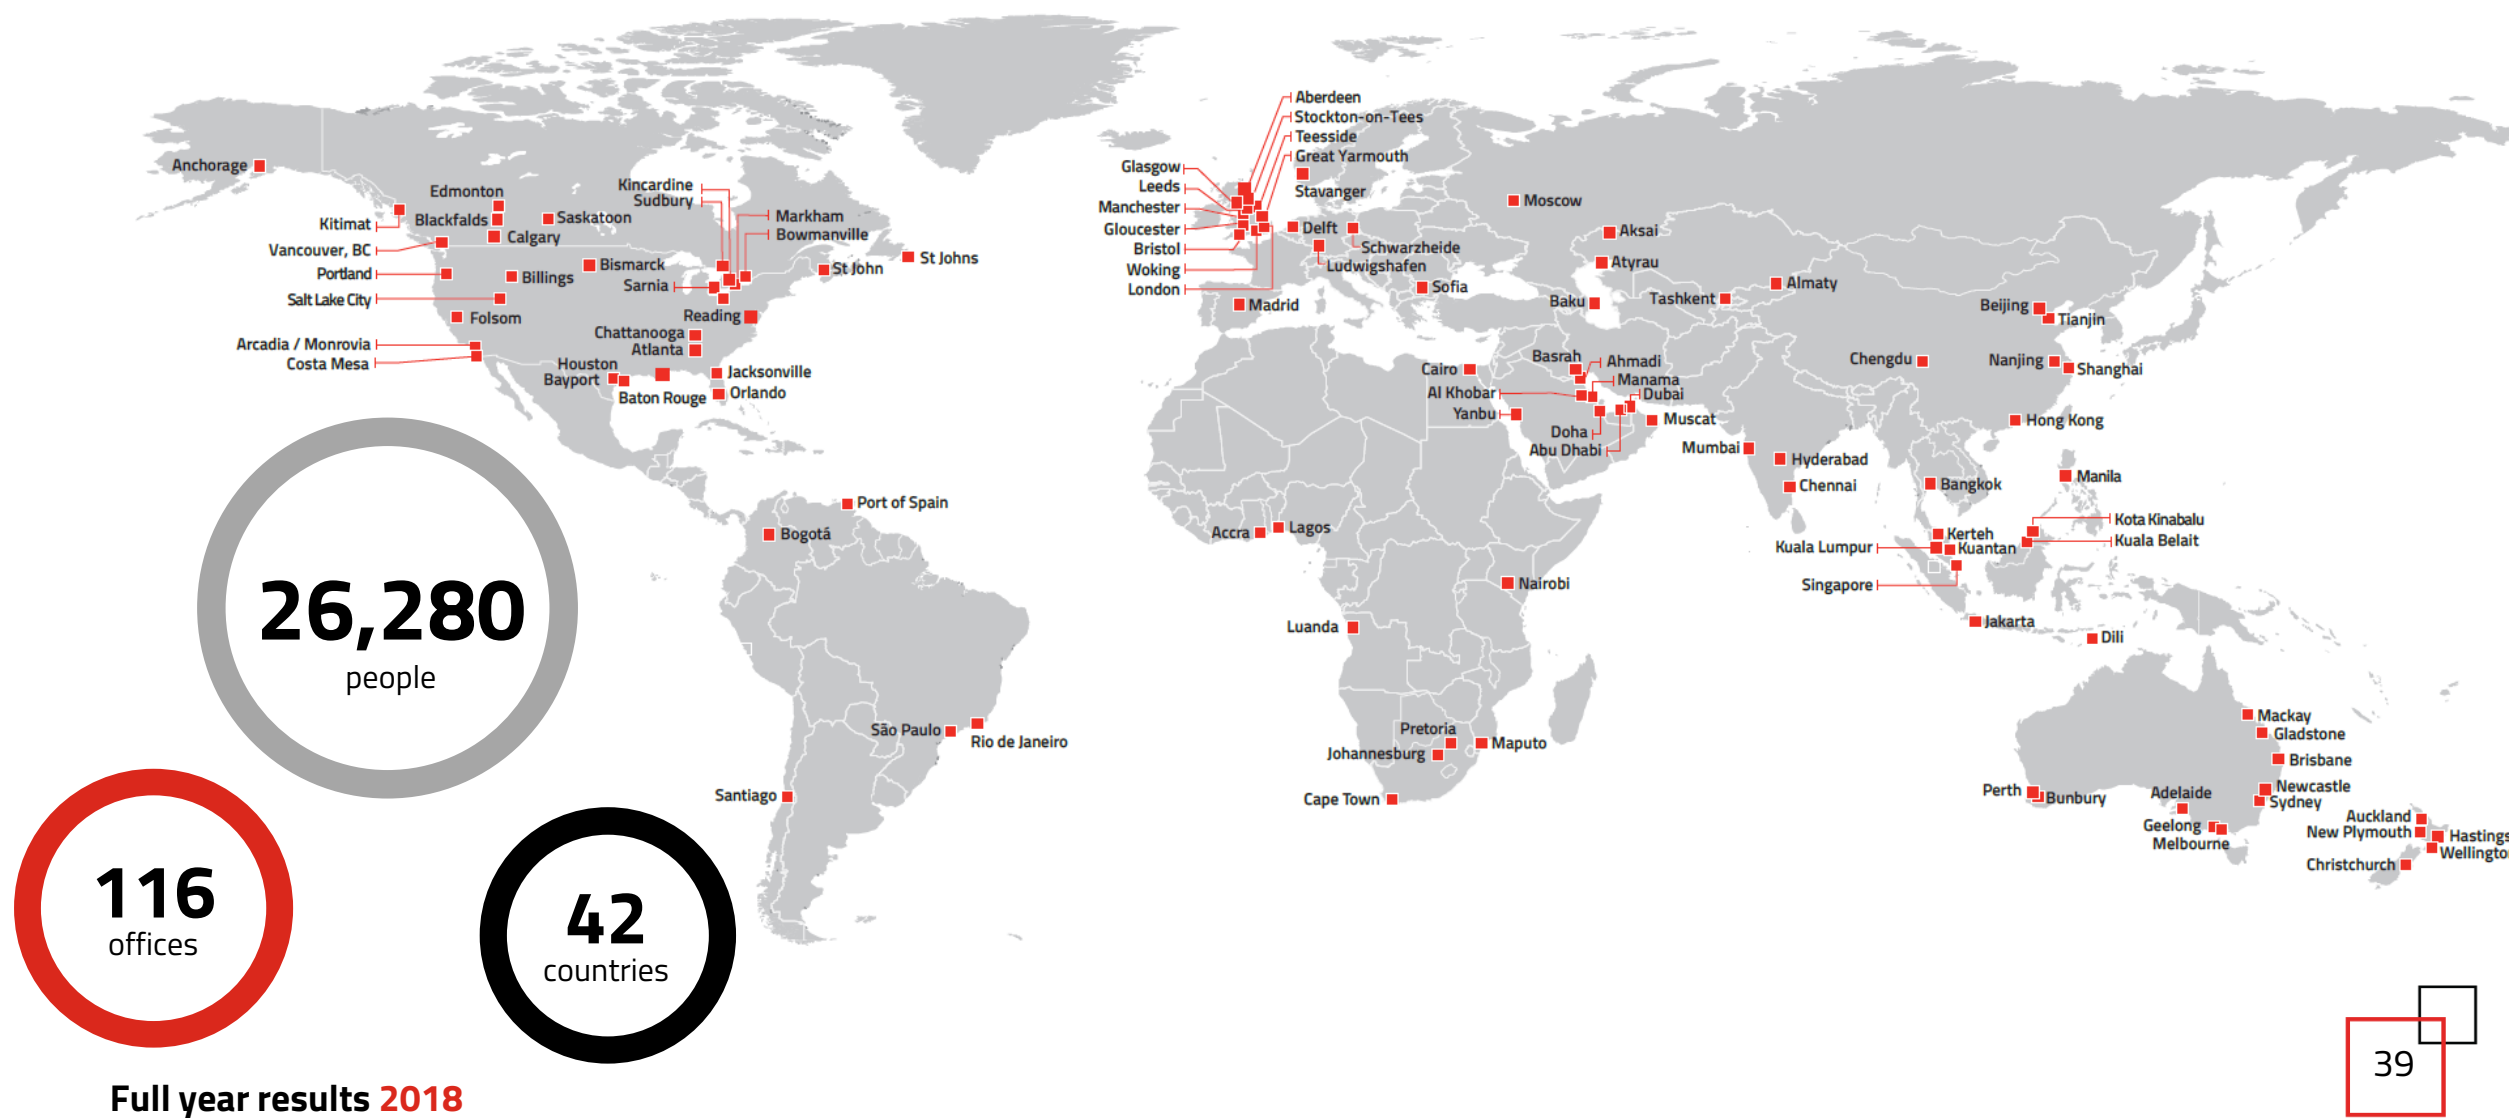 Anchorage
Kitimat
Vancouver, BC
Portland
Salt Lake City
Folsom
Arcadia / Monrovia
Costa Mesa
Edmonton
Blackfalds
Calgary
Saskatoon
Billings
Bismarck
Kincardine
Sudbury
Markham
Bowmanville
Sarnia
St John
St Johns
Reading
Chattanooga
Atlanta
Houston
Bayport
Baton Rouge
Jacksonville
Orlando
Port of Spain
Bogotá
São Paulo
Rio de Janeiro
Santiago
Aberdeen
Stockton-on-Tees
Teesside
Great Yarmouth
Glasgow
Leeds
Manchester
Gloucester
Bristol
Woking
London
Stavanger
Delft
Schwarzheide
Ludwigshafen
Sofia
Madrid
Moscow
Aksai
Atyrau
Baku
Tashkent
Almaty
Cairo
Basrah
Ahmadi
Manama
Dubai
Al Khobar
Yanbu
Doha
Abu Dhabi
Muscat
Accra
Lagos
Nairobi
Luanda
Pretoria
Johannesburg
Maputo
Cape Town
Mumbai
Hyderabad
Chennai
Beijing
Tianjin
Chengdu
Nanjing
Shanghai
Hong Kong
Manila
Bangkok
Kota Kinabalu
Kuala Belait
Kerteh
Kuala Lumpur
Kuantan
Singapore
Jakarta
Dili
Mackay
Gladstone
Brisbane
Newcastle
Sydney
Perth
Bunbury
Adelaide
Geelong
Melbourne
Auckland
New Plymouth
Hastings
Wellingto
Christchurch
26,280
people
116
offices
42
countries
Full year results 2018
39